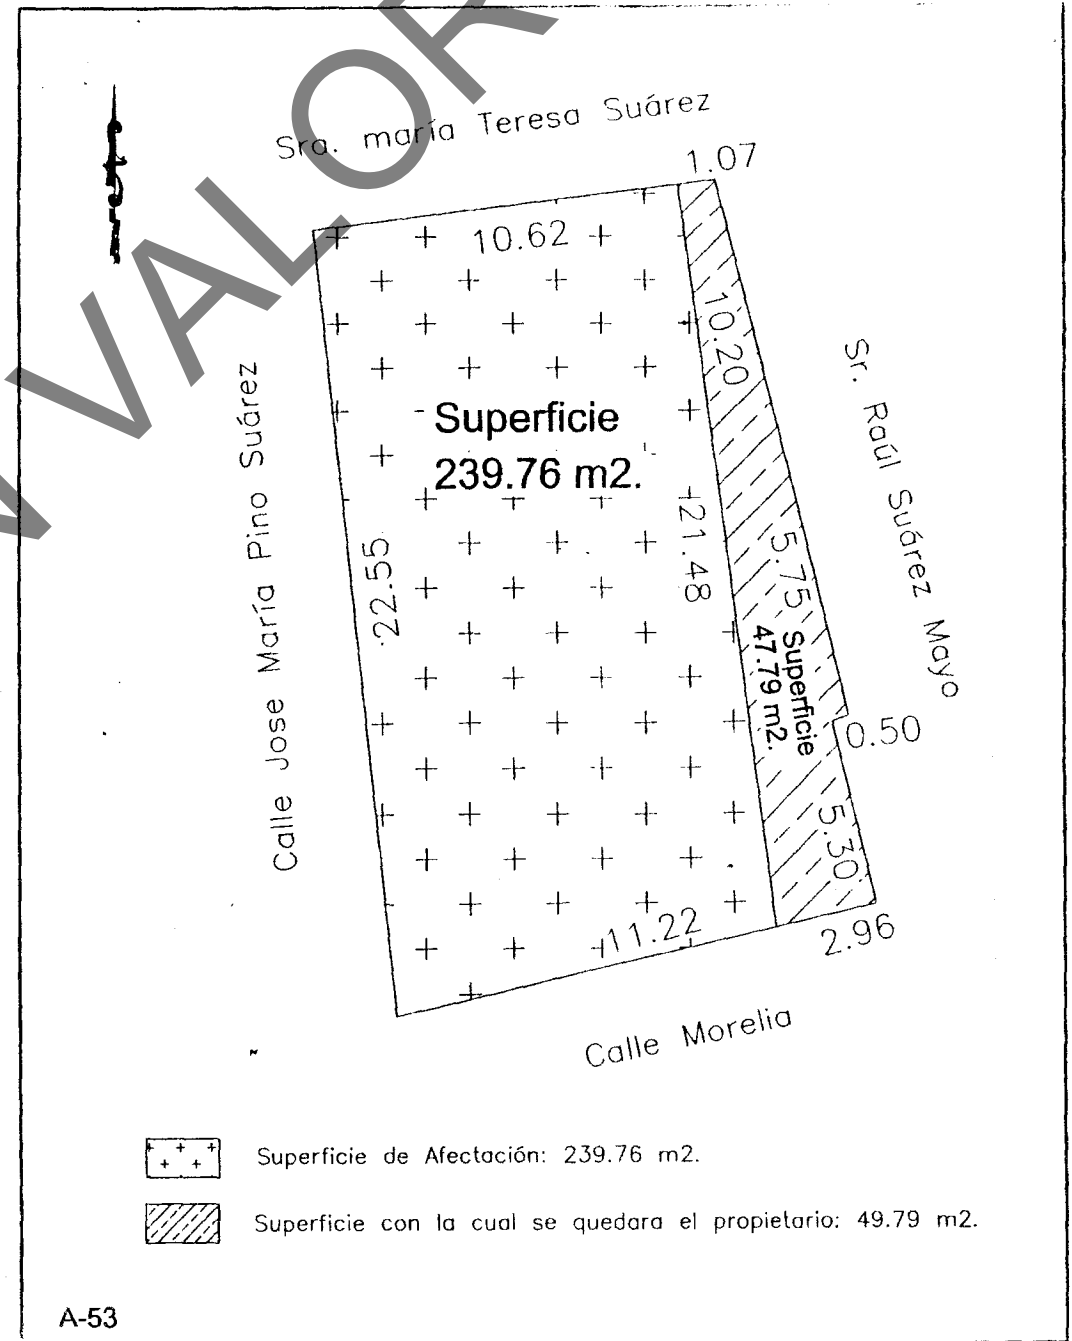 VALOR
Sra. maría Teresa Suárez
1.07
10.62
10.20
Sr. Raúl Suárez Mayo
Calle Jose María Pino Suárez
Superficie
239.76 m2.
22.55
21.48
5.75
Superficie
47.79 m2.
0.50
5.30
11.22
2.96
Calle Morelia
Superficie de Afectación: 239.76 m2.
Superficie con la cual se quedara el propietario: 49.79 m2.
A-53